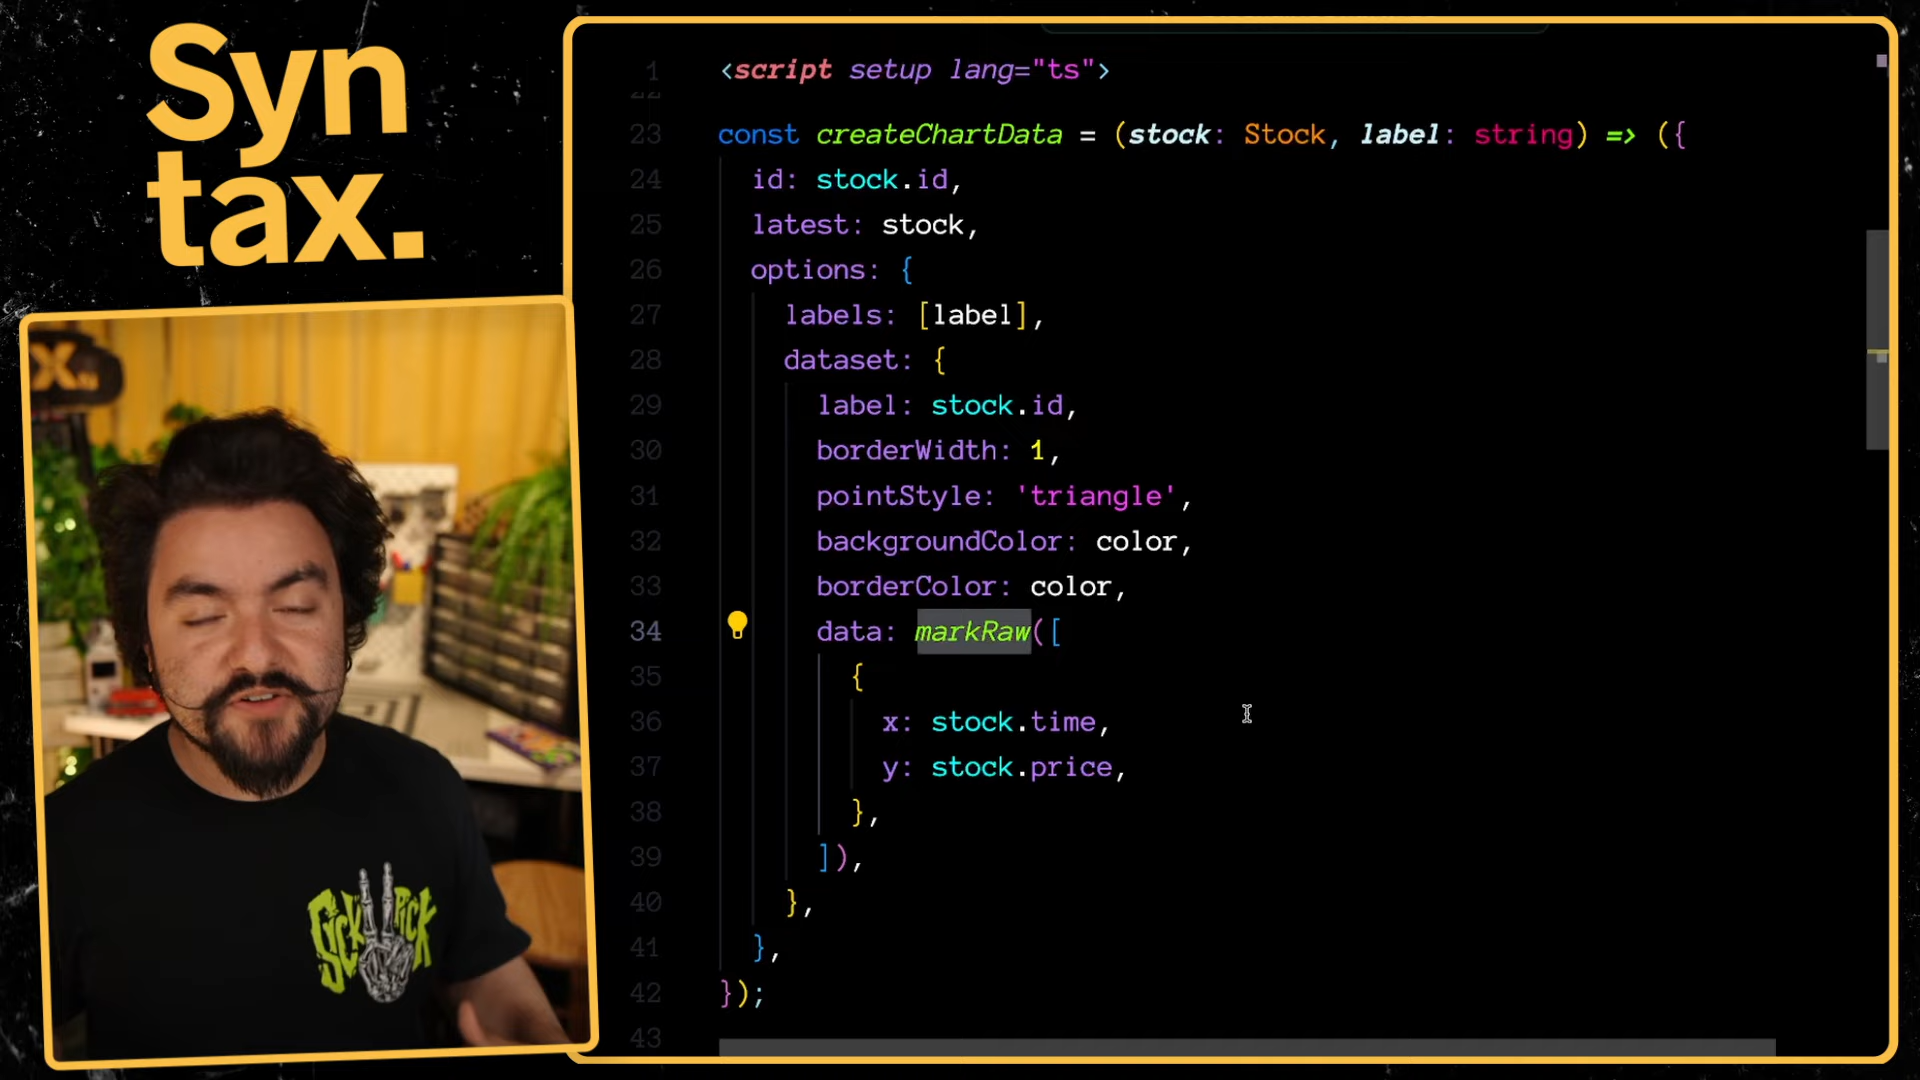 Syn
tax.
X.
SICK PICK
1 <script setup lang="ts">
22
23 const createChartData = (stock: Stock, label: string) => ({
24 id: stock.id,
25 latest: stock,
26 options: {
27 labels: [label],
28 dataset: {
29 label: stock.id,
30 borderWidth: 1,
31 pointStyle: 'triangle',
32 backgroundColor: color,
33 borderColor: color,
34 data: markRaw([
35 {
36 x: stock.time,
37 y: stock.price,
38 },
39 ]),
40 },
41 },
42 });
43